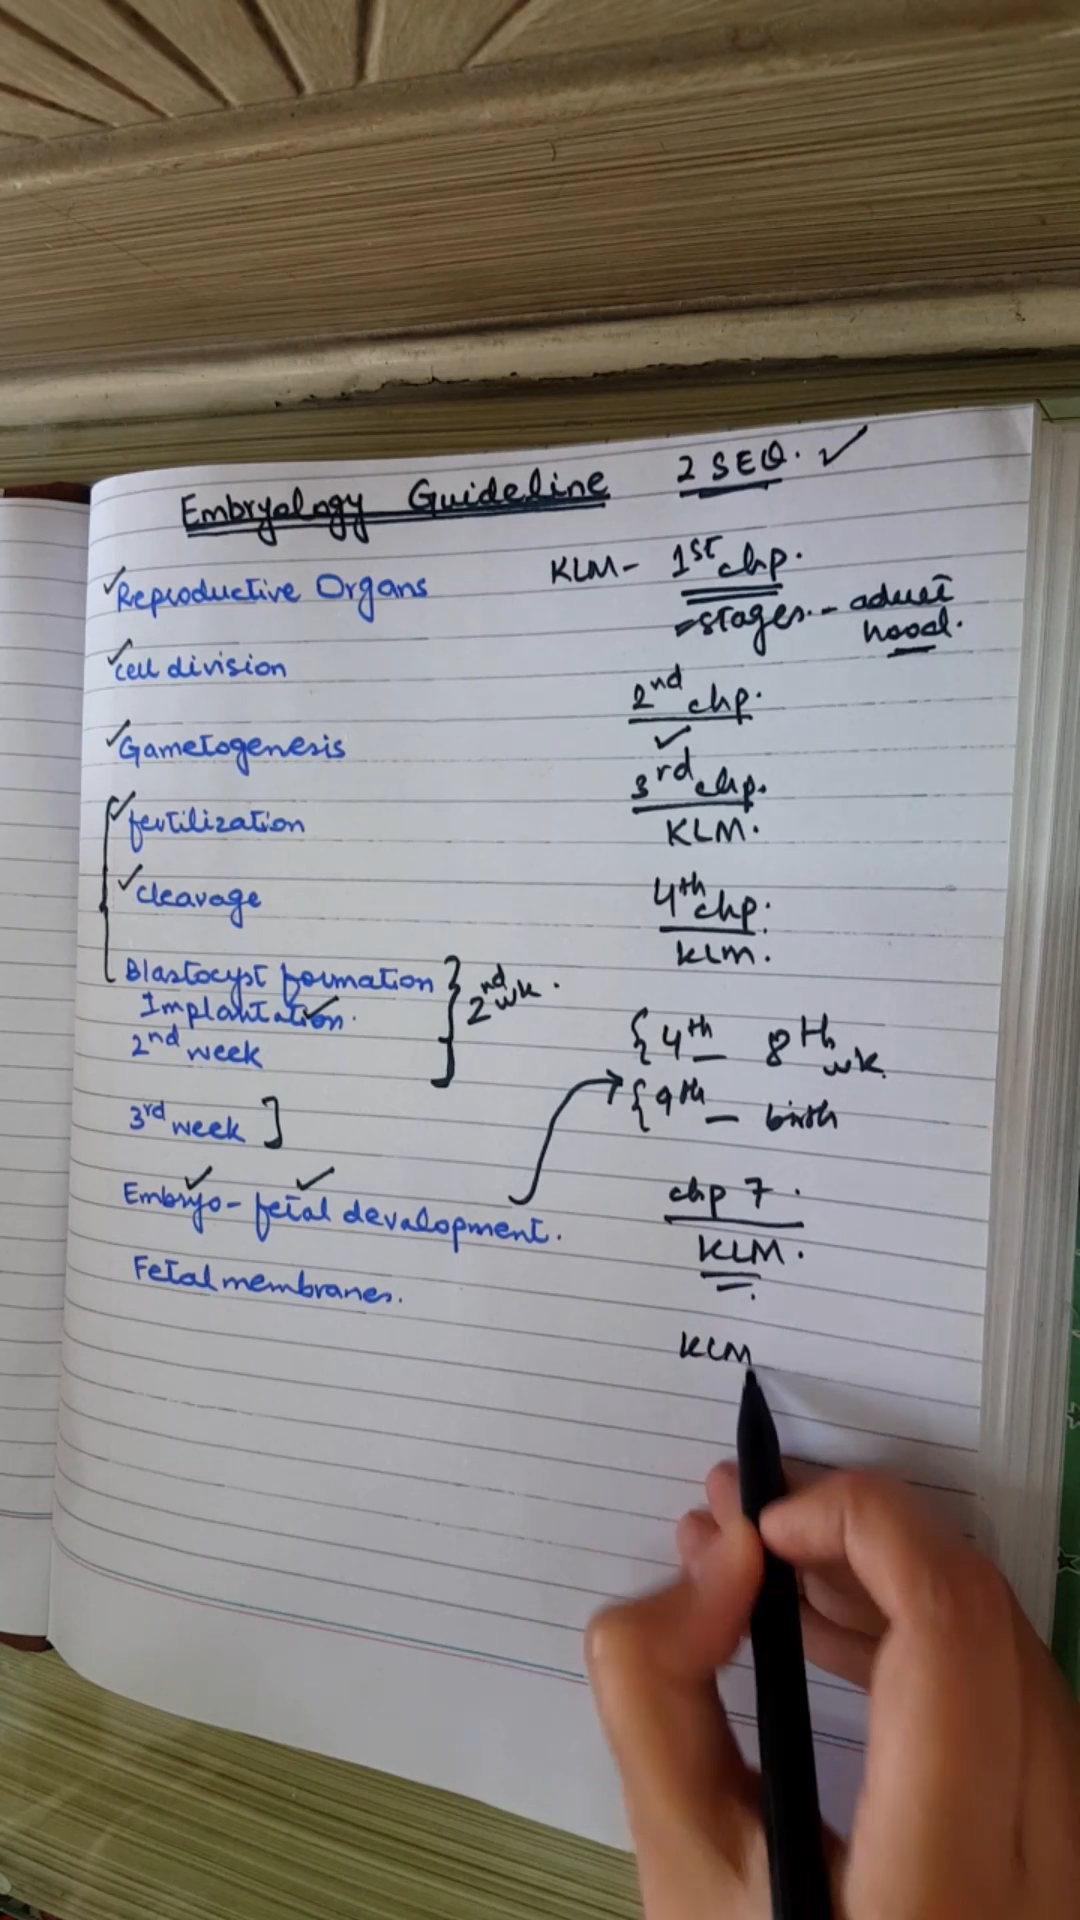 Embryology Guideline 2 SEQ.
Reproductive Organs KLM- 1st chp.
=stages. - adult
hood.
cell division
2nd chp.
Gametogenesis
3rd chp.
fertilization KLM.
cleavage 4th chp.
KLM.
Blastocyst formation 2nd wk.
Implantation.
2nd week
{ 4th - 8th wk.
{ 9th - birth
3rd week ]
Embryo-fetal devalopment. chp 7.
KLM.
Fetal membranes.
KLM